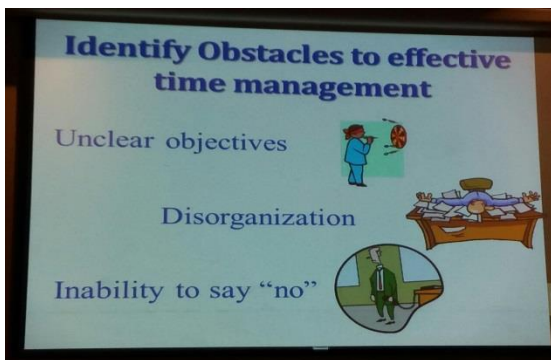 Identify Obstacles to effective
time management
Unclear objectives
Disorganization
Inability to say “no”